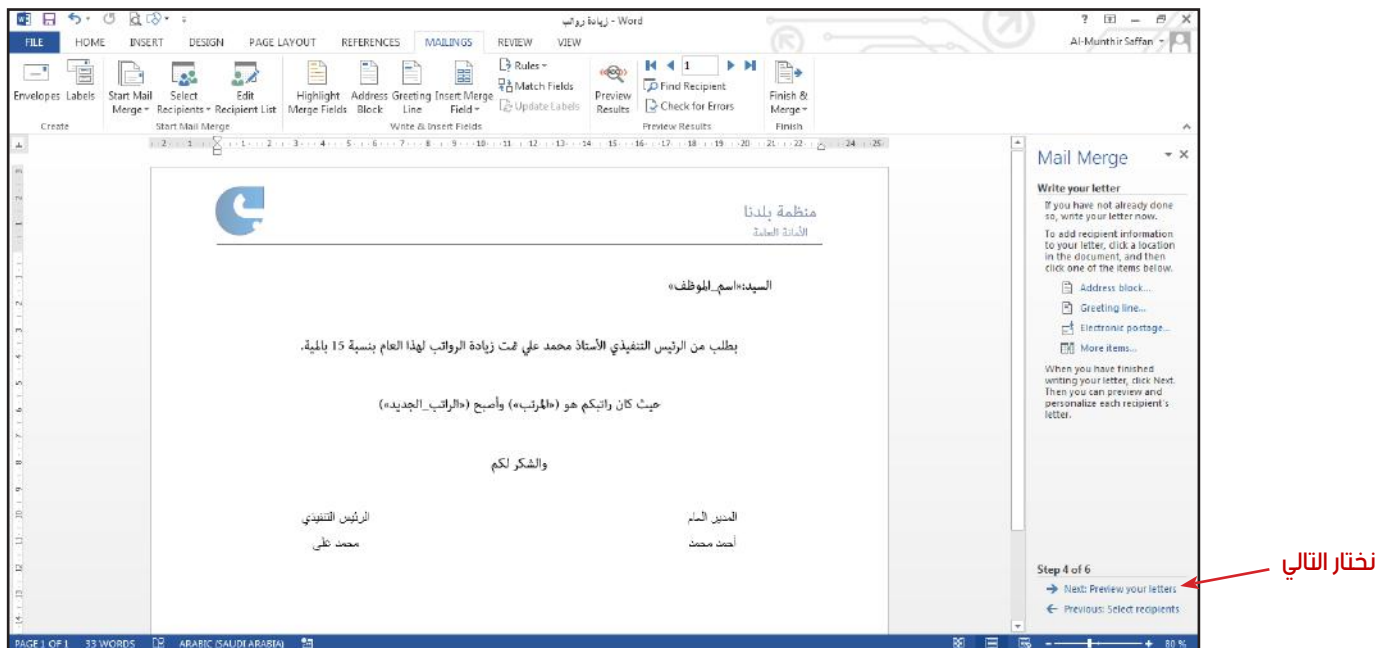 زيادة رواتب - Word
Al-Munthir Saffan
FILE HOME INSERT DESIGN PAGE LAYOUT REFERENCES MAILINGS REVIEW VIEW
Envelopes Labels Start Mail Merge Select Recipients Edit Recipient List Highlight Merge Fields Address Block Greeting Line Insert Merge Field Rules Match Fields Update Labels Preview Results 1 Find Recipient Check for Errors Finish & Merge
Create Start Mail Merge Write & Insert Fields Preview Results Finish
منظمة بلدنا
الأمانة العامة
السيد:«اسم_الموظف»
بطلب من الرئيس التنفيذي الأستاذ محمد علي تمت زيادة الرواتب لهذا العام بنسبة 15 بالمية.
حيث كان راتبكم هو («المرتب») وأصبح («الراتب_الجديد»)
والشكر لكم
المدير العام الرئيس التنفيذي
أحمد محمد محمد علي
Mail Merge
Write your letter
If you have not already done
so, write your letter now.
To add recipient information
to your letter, click a location
in the document, and then
click one of the items below.
Address block...
Greeting line...
Electronic postage...
More items...
When you have finished
writing your letter, click Next.
Then you can preview and
personalize each recipient's
letter.
Step 4 of 6
Next: Preview your letters
Previous: Select recipients
نختار التالي
PAGE 1 OF 1 33 WORDS ARABIC (SAUDI ARABIA) 80 %